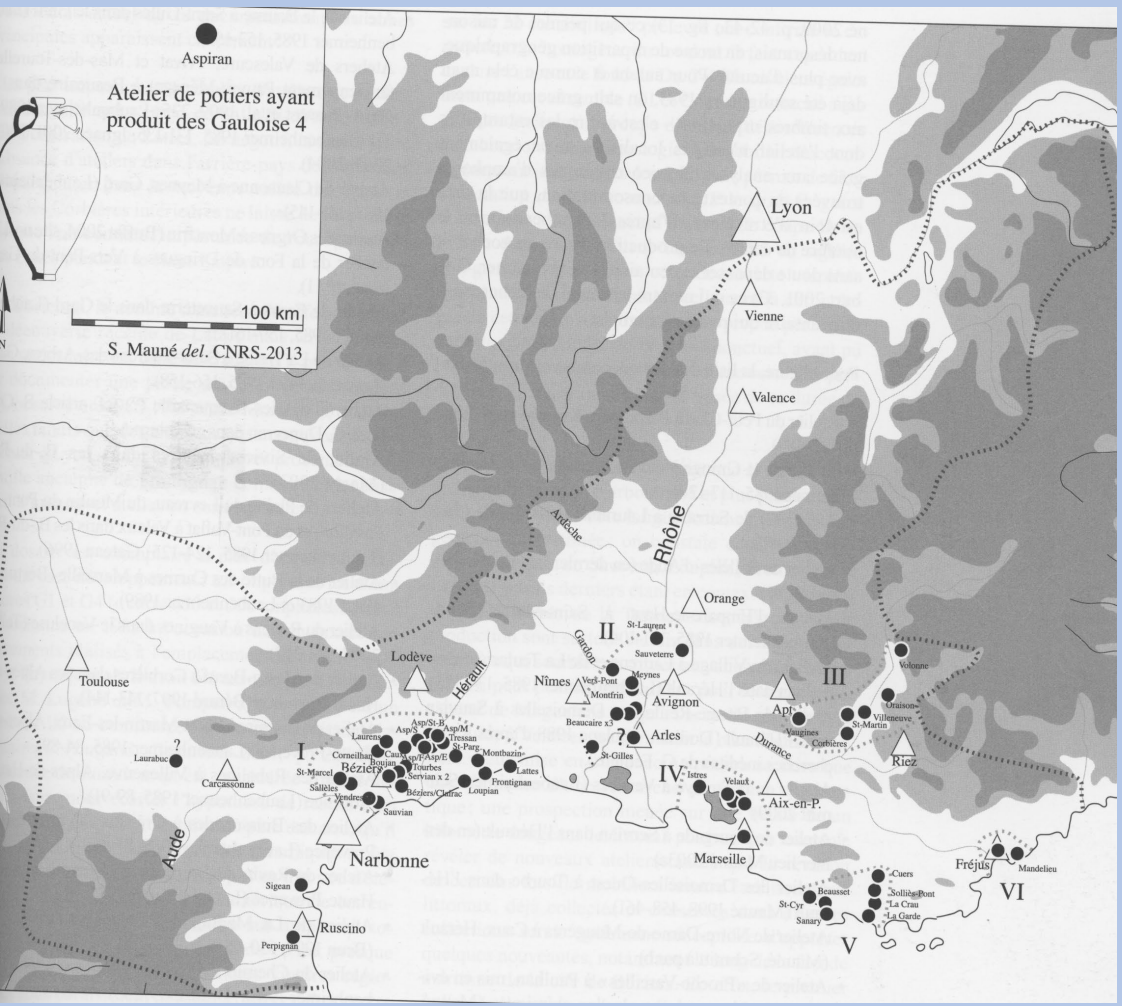 Aspiran
Atelier de potiers ayant
produit des Gauloise 4
100 km
N
S. Mauné del. CNRS-2013
Lyon
Vienne
Valence
Ardèche
Rhône
Orange
II
St-Laurent
Gardon
Sauveterre
Lodève
Hérault
Nîmes
Vers-Pont
Meynes
Montfrin
Avignon
Beaucaire x3
?
?
Arles
St-Gilles
III
Volonne
Apt
Oraison
Villeneuve
St-Martin
Vaugines
Corbières
Durance
Riez
Toulouse
?
Laurabuc
Carcassonne
Aude
I
Asp/St-B
Asp/S
Asp/M
Laurens
Tressan
St-Parg.
Corneilhan
Caux
Asp/F
Asp/E
Montbazin
Boujan
Tourbes
Lattes
St-Marcel
Béziers
Servian x 2
Frontignan
Sallèles
Béziers/Clairac
Loupian
Vendres
Sauvian
Narbonne
Sigean
Ruscino
Perpignan
IV
Istres
Velaux
Aix-en-P.
Marseille
Cuers
Beausset
Solliès-Pont
St-Cyr
La Crau
Sanary
La Garde
V
Fréjus
Mandelieu
VI